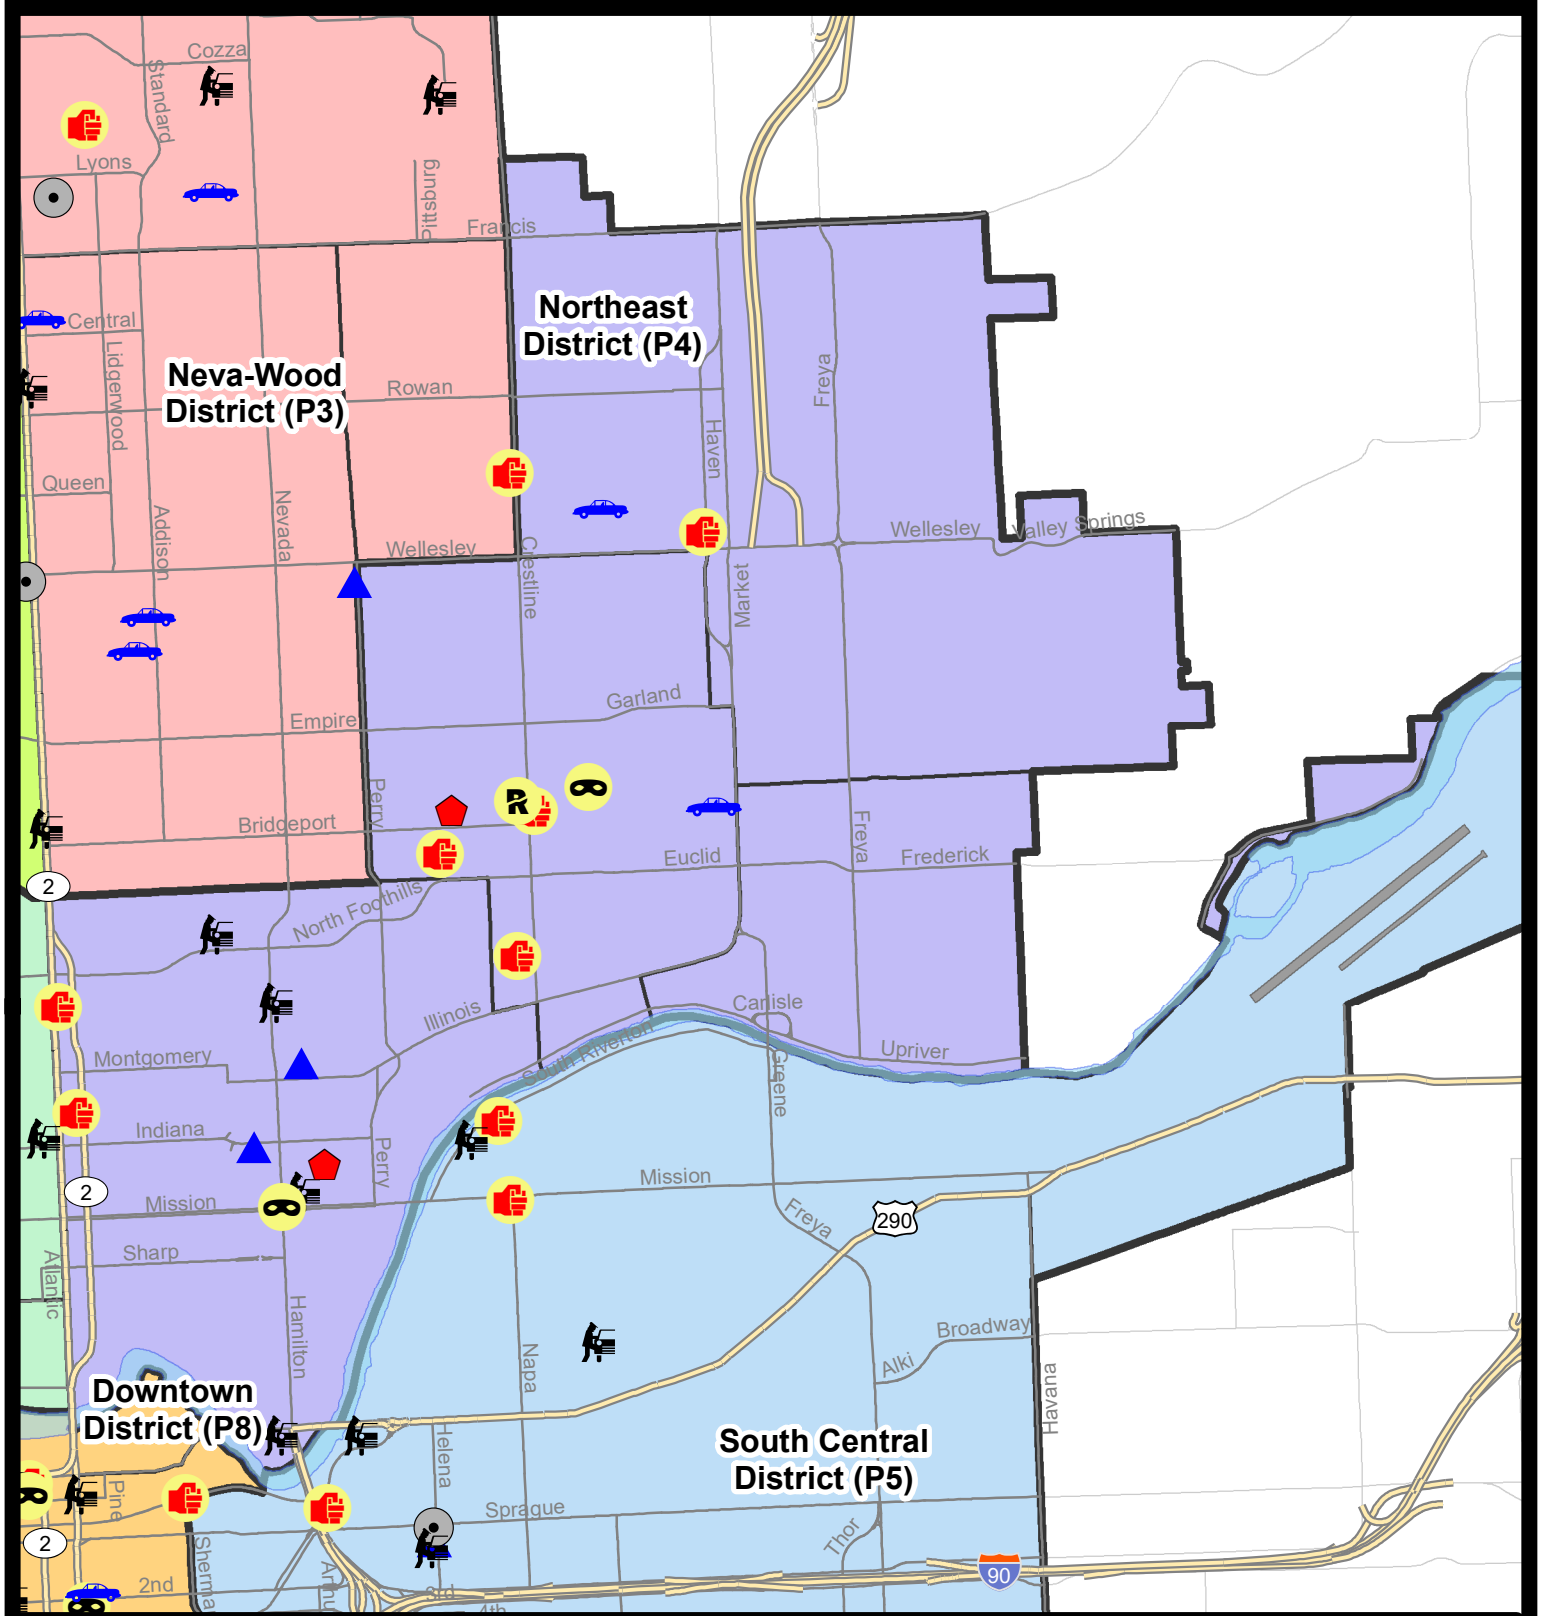 Cozza
Standard
Lyons
Pittsburg
Francis
Northeast
District (P4)
Central
Lidgerwood
Neva-Wood
District (P3)
Rowan
Freya
Haven
Queen
Addison
Nevada
Wellesley
Wellesley
Valley Springs
Crestline
Market
Garland
Empire
Perry
Bridgeport
R
Euclid
Freya
Frederick
2
North Foothills
Illinois
Carlisle
South Riverton
Montgomery
Upriver
Greene
Indiana
Perry
2
Mission
Mission
Freya
290
Sharp
Atlantic
Hamilton
Napa
Broadway
Alki
Havana
Downtown
District (P8)
South Central
District (P5)
Helena
Pine
Sprague
Thor
2
90
2nd
3rd
4th